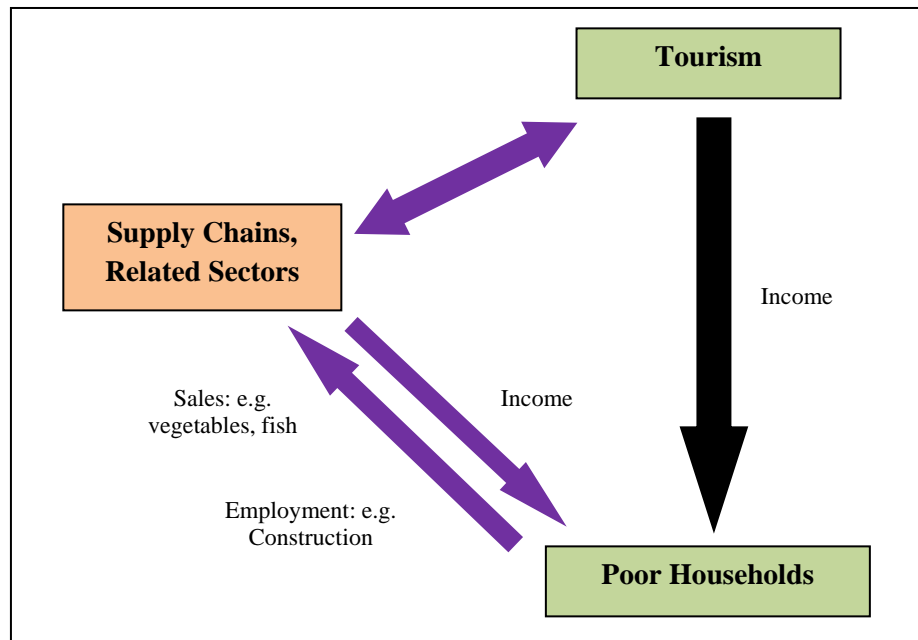 Tourism
Supply Chains,
Related Sectors
Income
Sales: e.g.
vegetables, fish
Income
Employment: e.g.
Construction
Poor Households